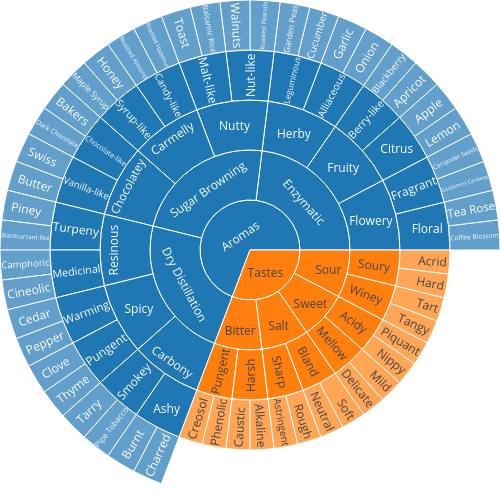 Aromas
Tastes
Enzymatic
Sugar Browning
Dry Distillation
Bitter
Salt
Sweet
Sour
Flowery
Fruity
Herby
Nutty
Carmelly
Chocolatey
Resinous
Spicy
Carbony
Pungent
Harsh
Sharp
Bland
Mellow
Acidy
Winey
Soury
Floral
Fragrant
Citrus
Berry-like
Alliaceous
Leguminous
Nut-like
Malt-like
Candy-like
Syrup-like
Chocolate-like
Vanilla-like
Turpeny
Medicinal
Warming
Pungent
Smokey
Ashy
Coffee Blossom
Tea Rose
Cardamon Caraway
Coriander Seeds
Lemon
Apple
Apricot
Blackberry
Onion
Garlic
Cucumber
Garden Peas
Roasted Peanuts
Walnuts
Balsamic Rice
Toast
Roasted Hazelnut
Roasted Almond
Honey
Maple Syrup
Bakers
Dark Chocolate
Swiss
Butter
Piney
Blackcurrant-like
Camphoric
Cineolic
Cedar
Pepper
Clove
Thyme
Tarry
Pipe Tobacco
Burnt
Charred
Creosol
Phenolic
Caustic
Alkaline
Astringent
Rough
Neutral
Soft
Delicate
Mild
Nippy
Piquant
Tangy
Tart
Hard
Acrid